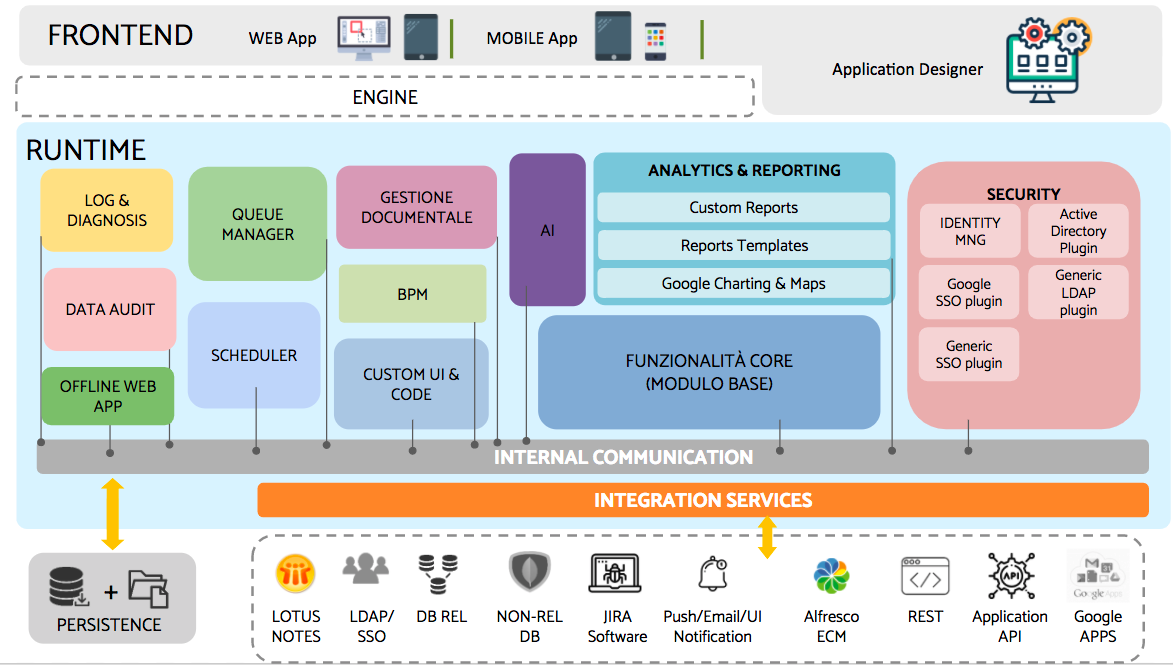 FRONTEND
WEB App
MOBILE App
Application Designer
ENGINE
RUNTIME
LOG &
DIAGNOSIS
DATA AUDIT
OFFLINE WEB
APP
QUEUE
MANAGER
SCHEDULER
GESTIONE
DOCUMENTALE
BPM
CUSTOM UI &
CODE
AI
ANALYTICS & REPORTING
Custom Reports
Reports Templates
Google Charting & Maps
FUNZIONALITÀ CORE
(MODULO BASE)
SECURITY
IDENTITY
MNG
Active
Directory
Plugin
Google
SSO plugin
Generic
LDAP
plugin
Generic
SSO plugin
INTERNAL COMMUNICATION
INTEGRATION SERVICES
+
PERSISTENCE
LOTUS
NOTES
LDAP/
SSO
DB REL
NON-REL
DB
JIRA
Software
Push/Email/UI
Notification
Alfresco
ECM
</>
REST
API
Application
API
Google Apps
Google
APPS